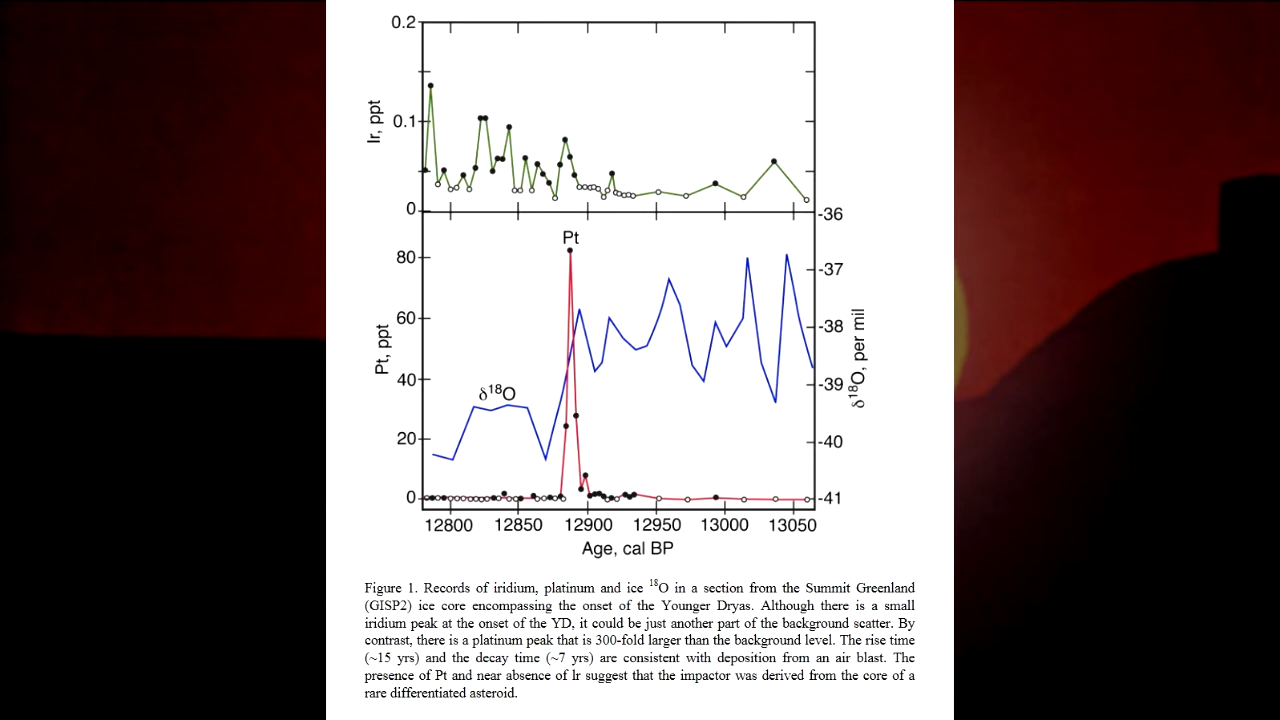 0.2
Ir, ppt
0.1
0
-36
Pt
80
-37
60
-38
Pt, ppt
δ18O, per mil
40
-39
δ18O
-40
20
0
-41
12800 12850 12900 12950 13000 13050
Age, cal BP
Figure 1. Records of iridium, platinum and ice 18O in a section from the Summit Greenland
(GISP2) ice core encompassing the onset of the Younger Dryas. Although there is a small
iridium peak at the onset of the YD, it could be just another part of the background scatter. By
contrast, there is a platinum peak that is 300-fold larger than the background level. The rise time
(~15 yrs) and the decay time (~7 yrs) are consistent with deposition from an air blast. The
presence of Pt and near absence of Ir suggest that the impactor was derived from the core of a
rare differentiated asteroid.